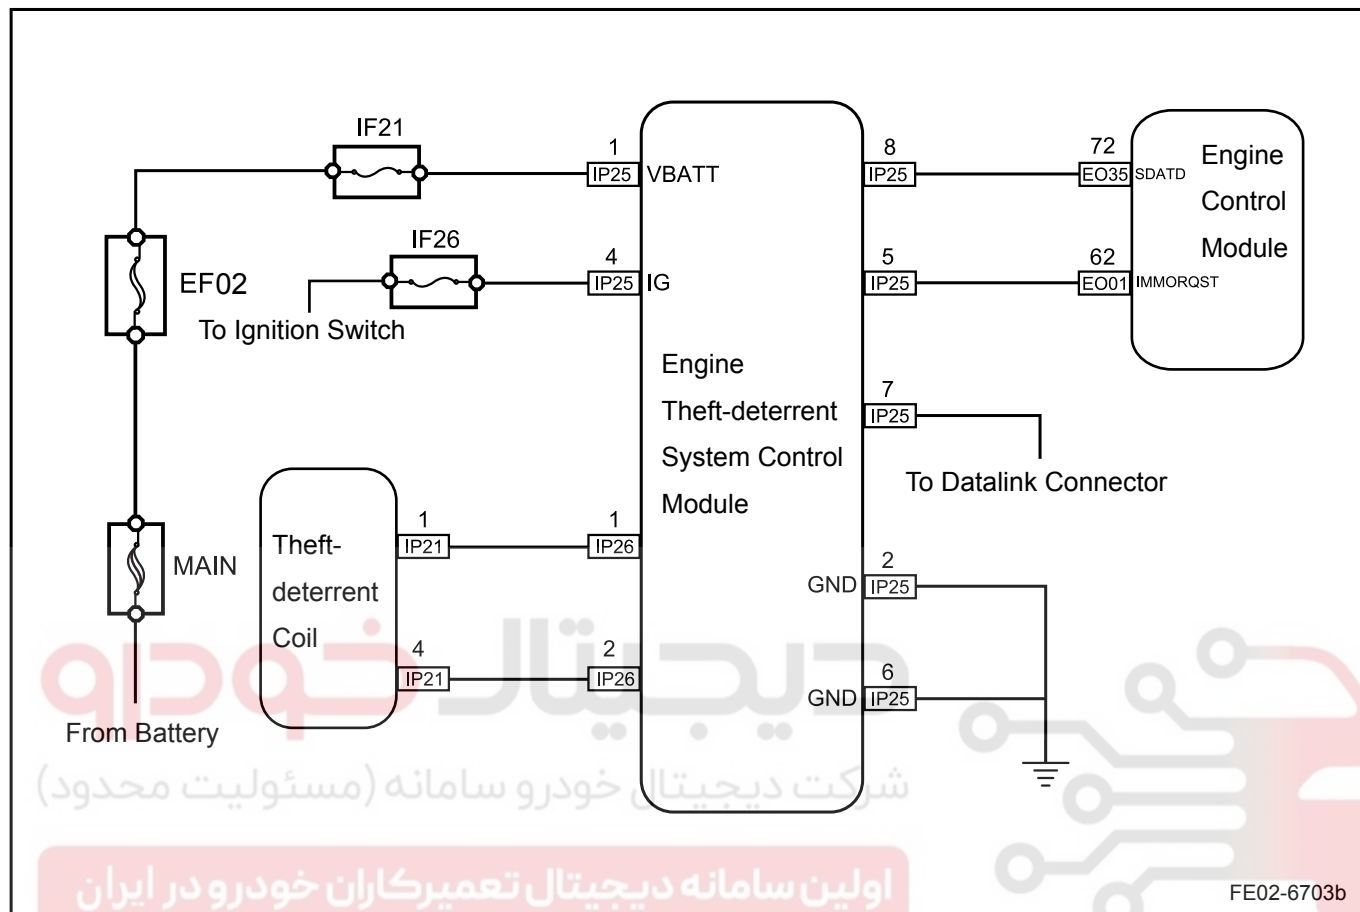 IF21
1
IP25
VBATT
8
IP25
72
EO35
SDATD
Engine
Control
Module
EF02
IF26
4
IP25
IG
To Ignition Switch
5
IP25
62
EO01
IMMORQST
Engine
Theft-deterrent
System Control
Module
7
IP25
To Datalink Connector
MAIN
From Battery
Theft-
deterrent
Coil
1
IP21
1
IP26
4
IP21
2
IP26
GND
2
IP25
GND
6
IP25
دیجیتال خودرو
شرکت دیجیتال خودرو سامانه (مسئولیت محدود)
اولین سامانه دیجیتال تعمیرکاران خودرو در ایران
FE02-6703b